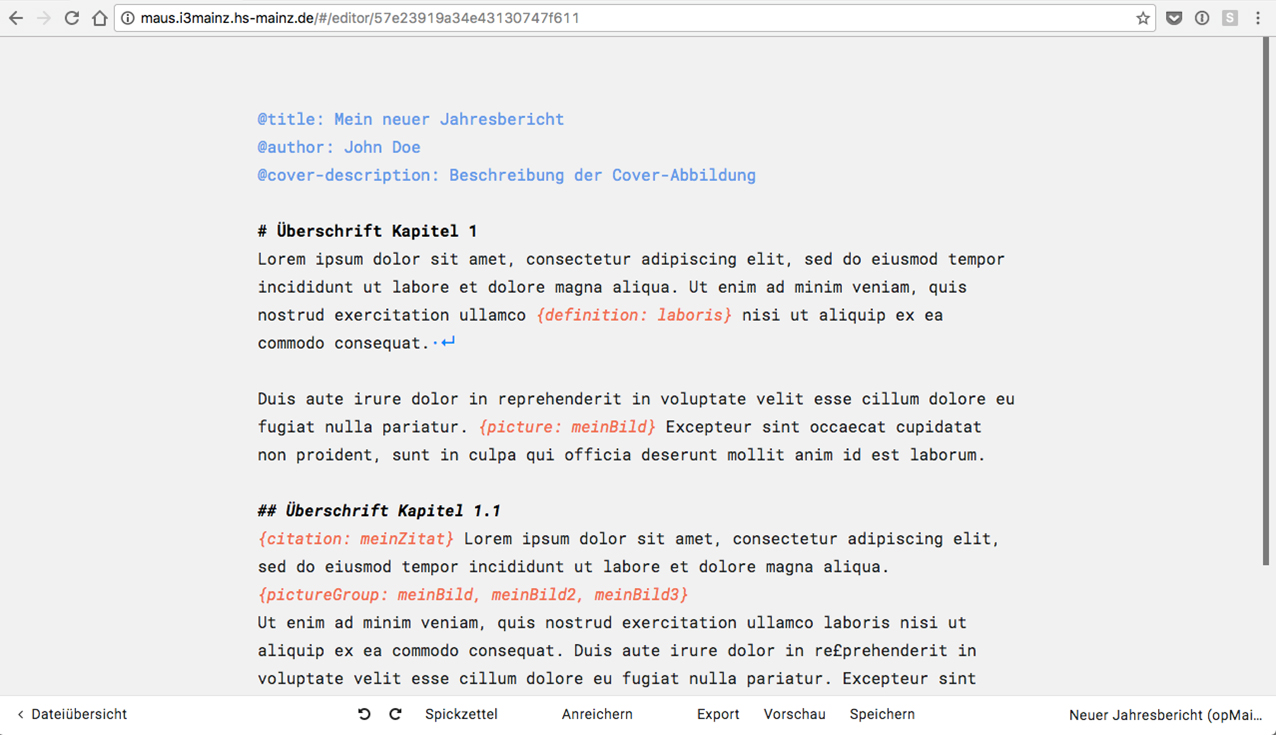 maus.i3mainz.hs-mainz.de/#/editor/57e23919a34e43130747f611
S
@title: Mein neuer Jahresbericht
@author: John Doe
@cover-description: Beschreibung der Cover-Abbildung
# Überschrift Kapitel 1
Lorem ipsum dolor sit amet, consectetur adipiscing elit, sed do eiusmod tempor
incididunt ut labore et dolore magna aliqua. Ut enim ad minim veniam, quis
nostrud exercitation ullamco {definition: laboris} nisi ut aliquip ex ea
commodo consequat.·↵
Duis aute irure dolor in reprehenderit in voluptate velit esse cillum dolore eu
fugiat nulla pariatur. {picture: meinBild} Excepteur sint occaecat cupidatat
non proident, sunt in culpa qui officia deserunt mollit anim id est laborum.
## Überschrift Kapitel 1.1
{citation: meinZitat} Lorem ipsum dolor sit amet, consectetur adipiscing elit,
sed do eiusmod tempor incididunt ut labore et dolore magna aliqua.
{pictureGroup: meinBild, meinBild2, meinBild3}
Ut enim ad minim veniam, quis nostrud exercitation ullamco laboris nisi ut
aliquip ex ea commodo consequat. Duis aute irure dolor in re£prehenderit in
voluptate velit esse cillum dolore eu fugiat nulla pariatur. Excepteur sint
‹ Dateiübersicht Spickzettel Anreichern Export Vorschau Speichern Neuer Jahresbericht (opMai…